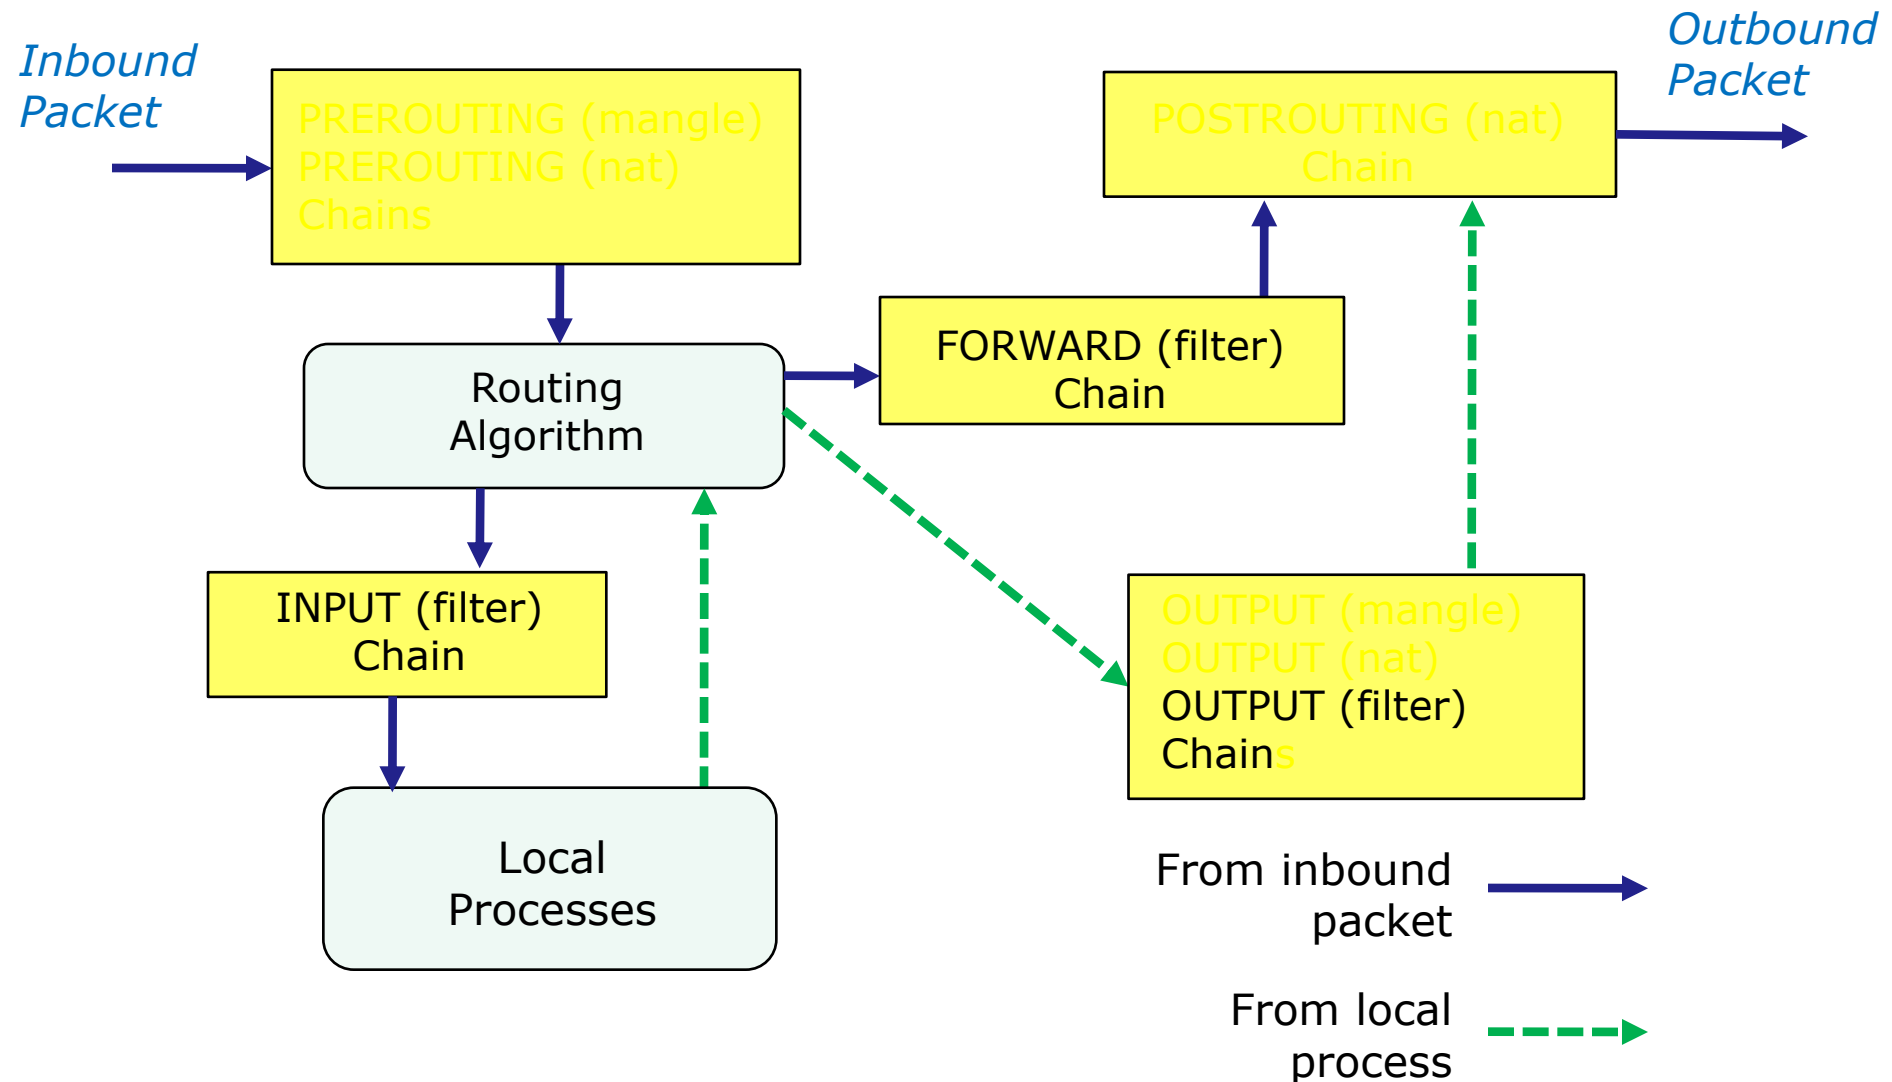 Inbound
Packet
Outbound
Packet
PREROUTING (mangle)
PREROUTING (nat)
Chains
POSTROUTING (nat)
Chain
FORWARD (filter)
Chain
Routing
Algorithm
INPUT (filter)
Chain
OUTPUT (mangle)
OUTPUT (nat)
OUTPUT (filter)
Chains
Local
Processes
From inbound
packet
From local
process